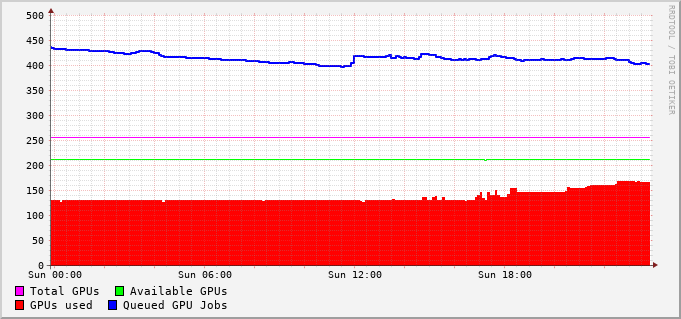 500
450
400
350
300
250
200
150
100
50
0
Sun 00:00 Sun 06:00 Sun 12:00 Sun 18:00
Total GPUs Available GPUs
GPUs used Queued GPU Jobs
RRDTOOL / TOBI OETIKER